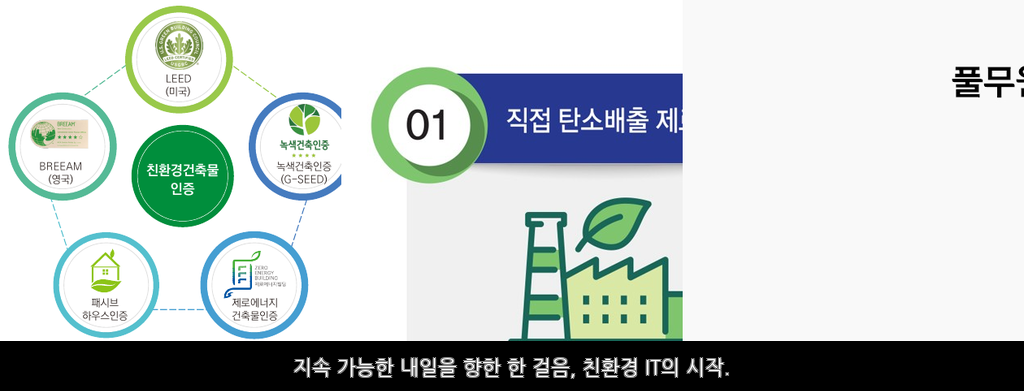 LEED
(미국)
BREEAM
BREEAM
(영국)
녹색건축인증
녹색건축인증
(G-SEED)
친환경건축물
인증
패시브
하우스인증
ZERO
ENERGY
BUILDING
제로에너지빌딩
제로에너지
건축물인증
01
직접 탄소배출 제
풀무
지속 가능한 내일을 향한 한 걸음, 친환경 IT의 시작.